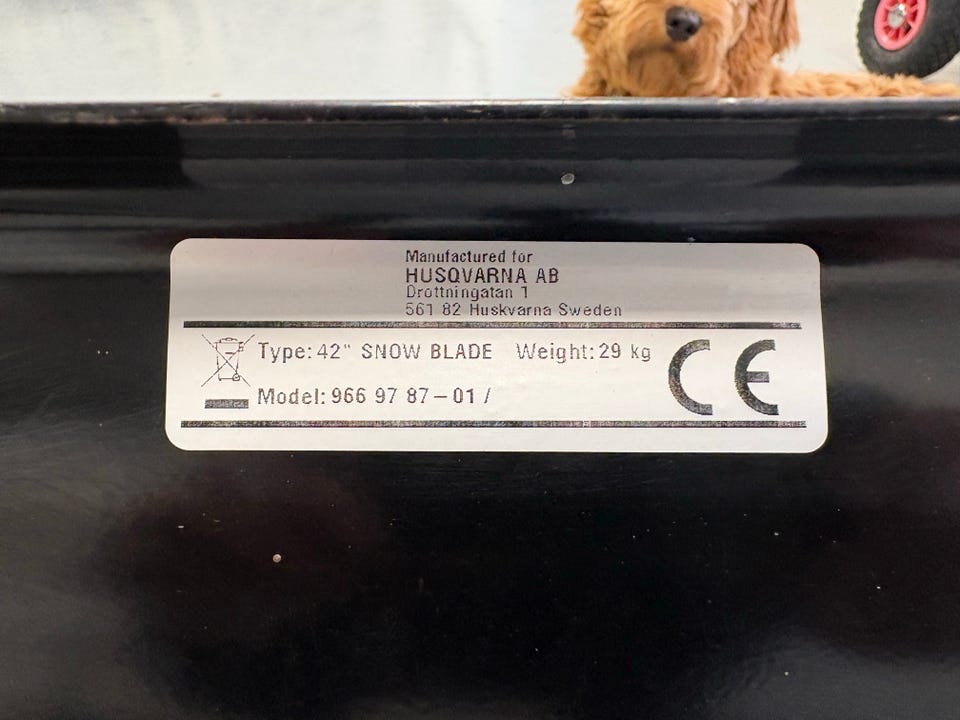 Manufactured for
HUSQVARNA AB
Drottningatan 1
561 82 Huskvarna Sweden
Type: 42" SNOW BLADE Weight: 29 kg
Model: 966 97 87-01 /
CE